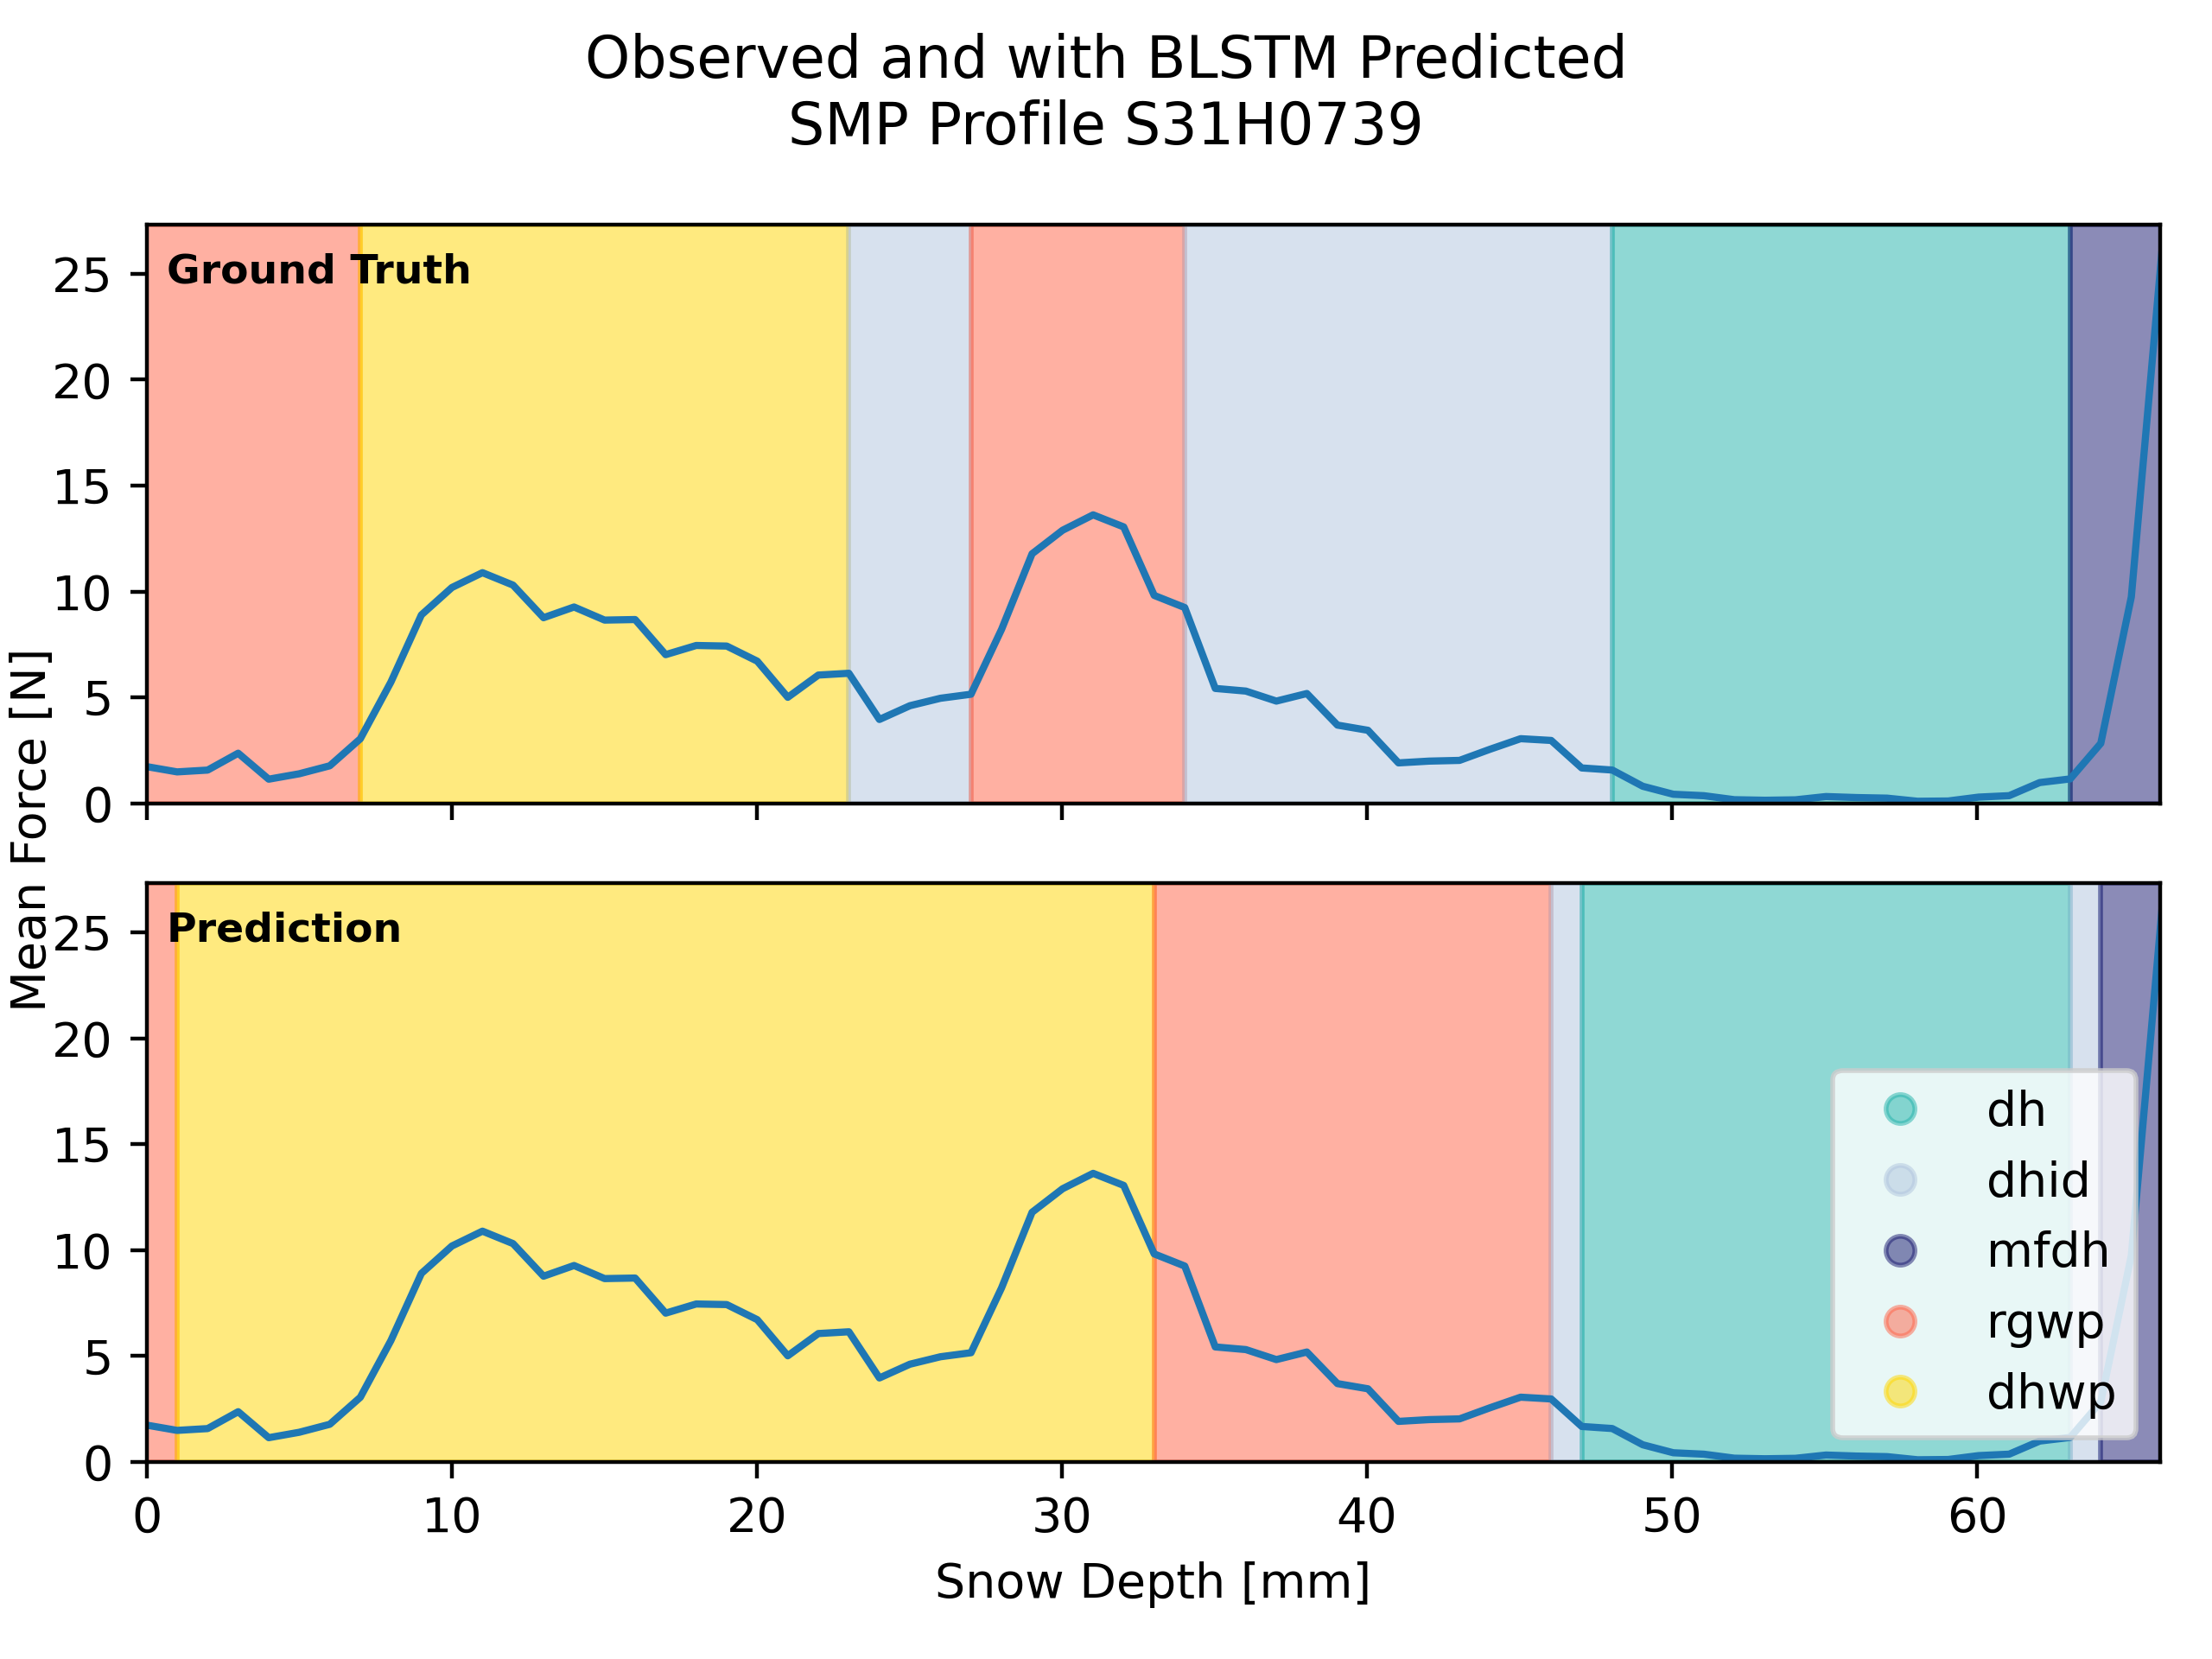 Observed and with BLSTM Predicted
SMP Profile S31H0739
Mean Force [N]
Ground Truth
25
20
15
10
5
0
Prediction
25
20
15
10
5
0
dh
dhid
mfdh
rgwp
dhwp
0 10 20 30 40 50 60
Snow Depth [mm]